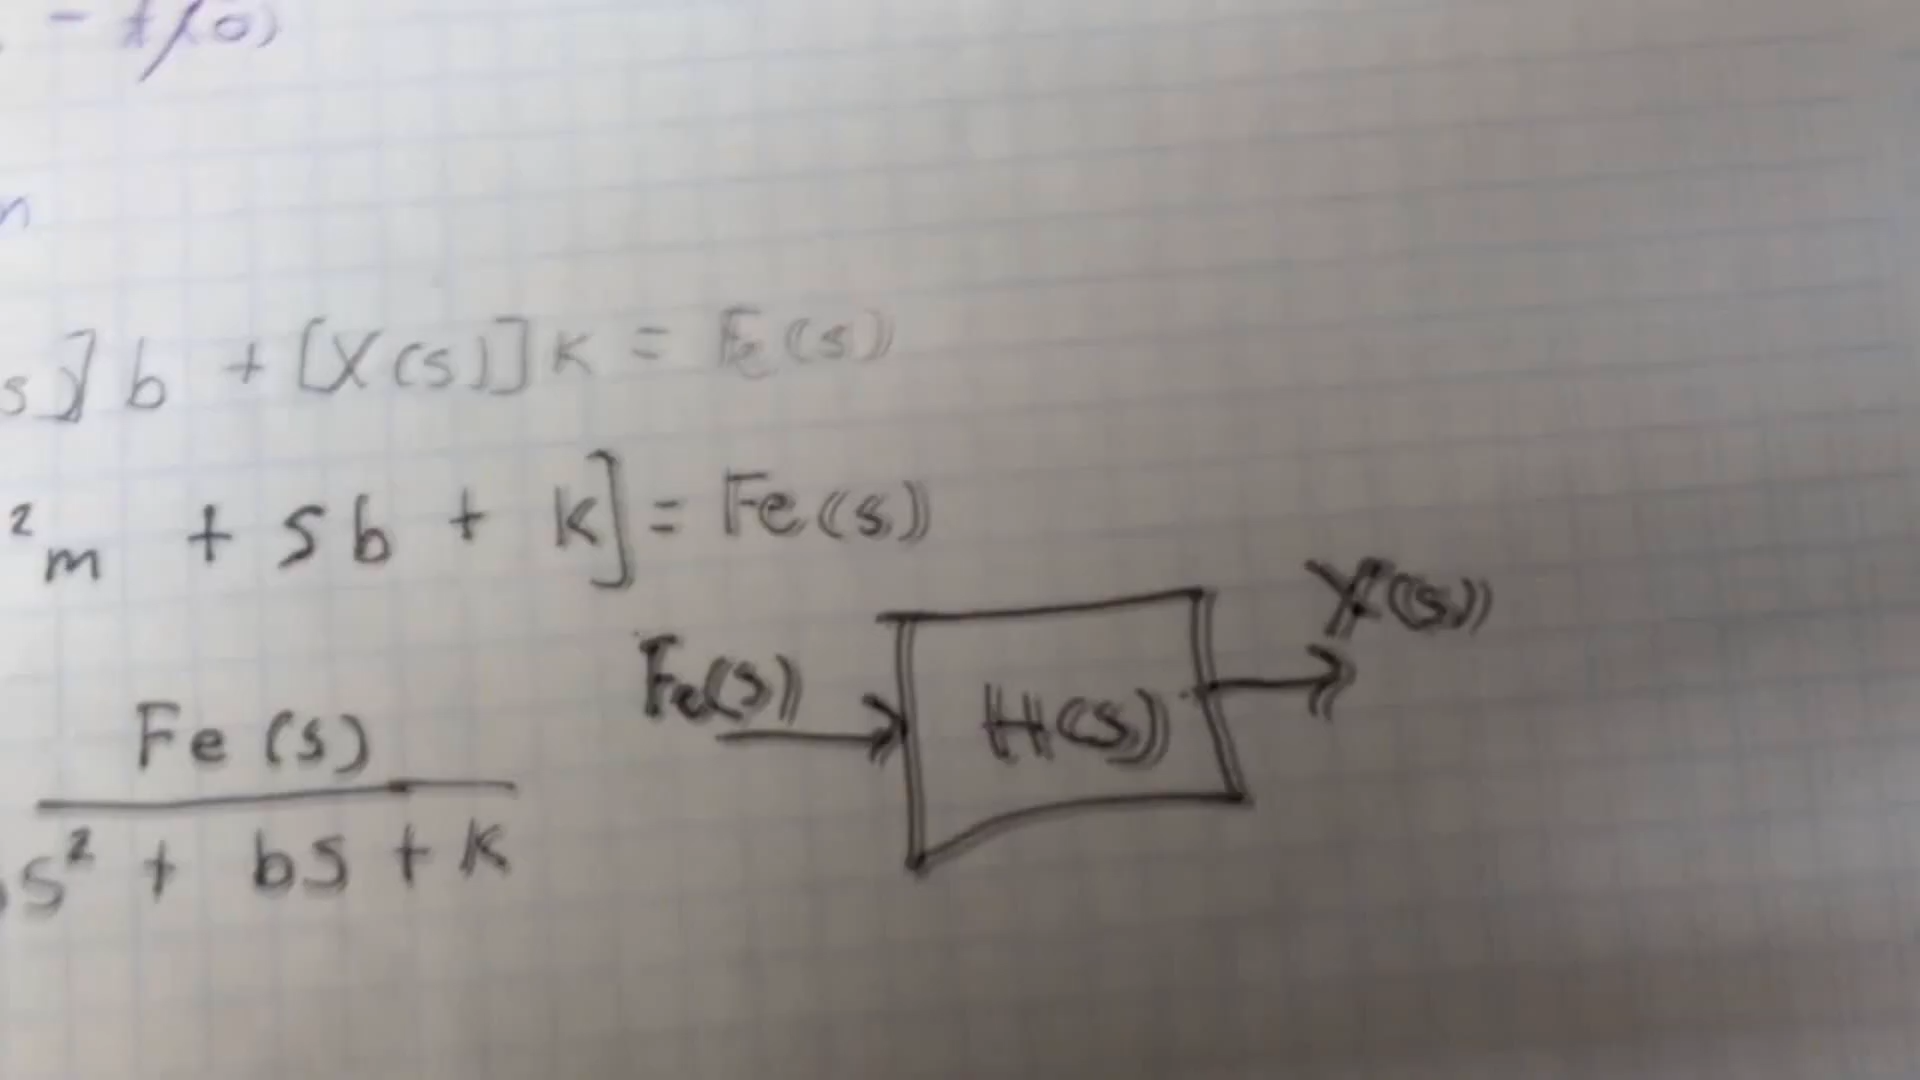 - f(0)
n
s] b + [X(s)] k = Fe(s)
²m + sb + k] = Fe(s)
X(s)
Fe(s)
H(s)
Fe(s)
s² + bs + k